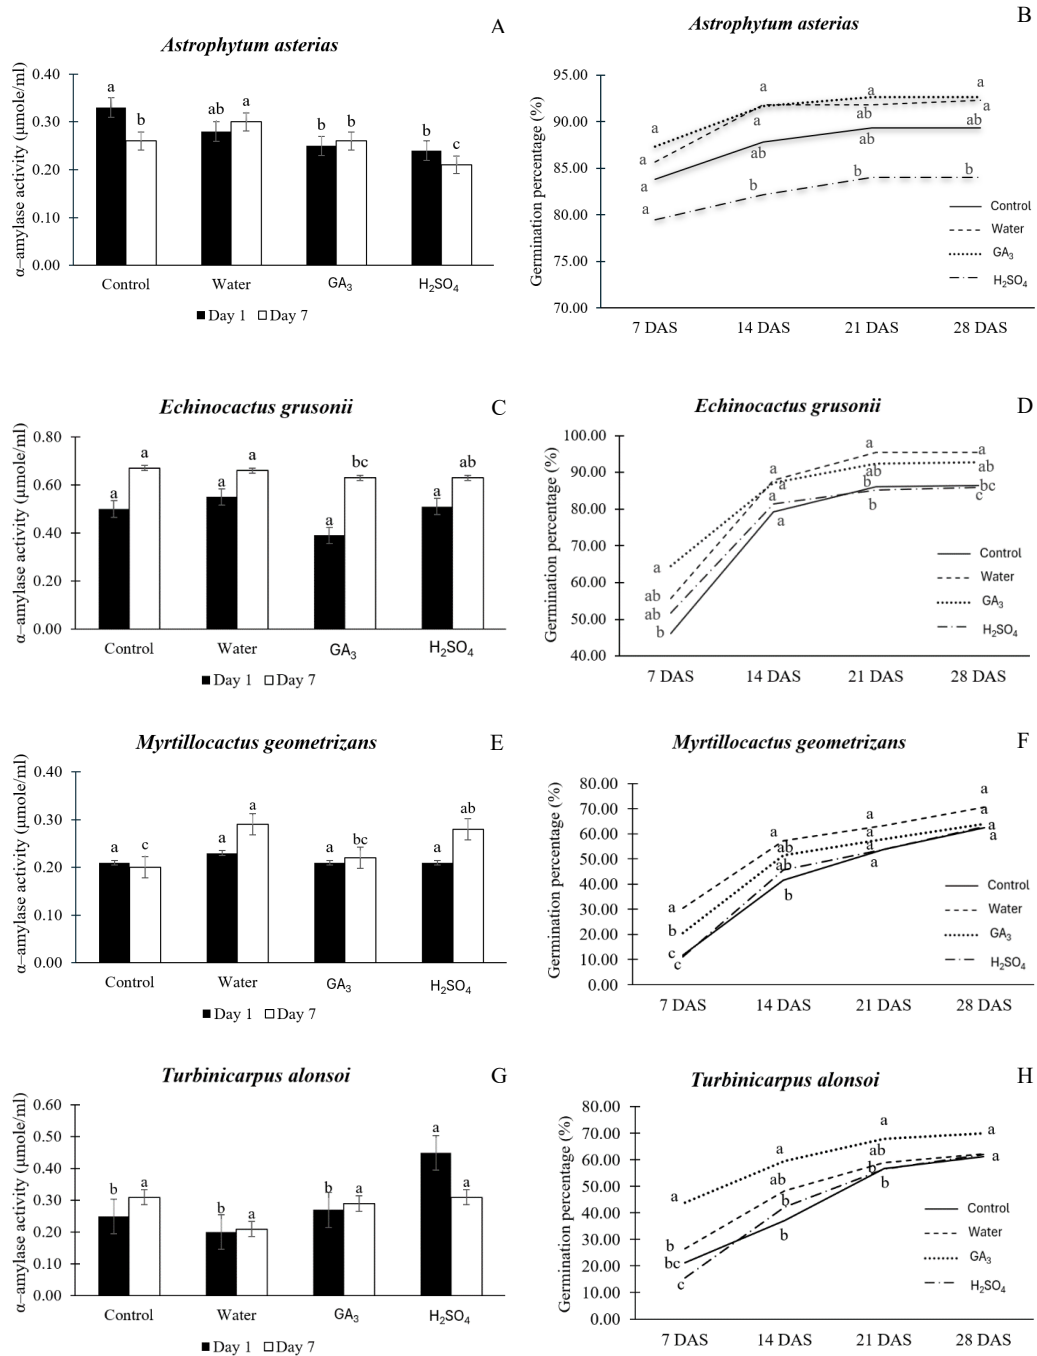 A
Astrophytum asterias
α–amylase activity (µmole/ml)
0.40
0.30
0.20
0.10
0.00
a
b
ab
a
b
b
b
c
Control
Water
GA3
H2SO4
Day 1
Day 7
B
Astrophytum asterias
Germination percentage (%)
95.00
90.00
85.00
80.00
75.00
70.00
a
a
a
a
a
a
ab
b
a
ab
ab
b
a
a
ab
b
Control
Water
GA3
H2SO4
7 DAS
14 DAS
21 DAS
28 DAS
C
Echinocactus grusonii
α–amylase activity (µmole/ml)
0.80
0.60
0.40
0.20
0.00
a
a
a
a
a
bc
a
ab
Control
Water
GA3
H2SO4
Day 1
Day 7
D
Echinocactus grusonii
Germination percentage (%)
100.00
90.00
80.00
70.00
60.00
50.00
40.00
a
ab
ab
b
a
a
a
a
a
ab
b
b
a
ab
bc
c
Control
Water
GA3
H2SO4
7 DAS
14 DAS
21 DAS
28 DAS
E
Myrtillocactus geometrizans
α–amylase activity (µmole/ml)
0.40
0.30
0.20
0.10
0.00
a
c
a
a
a
bc
a
ab
Control
Water
GA3
H2SO4
Day 1
Day 7
F
Myrtillocactus geometrizans
Germination percentage (%)
80.00
70.00
60.00
50.00
40.00
30.00
20.00
10.00
0.00
a
b
c
c
a
ab
ab
b
a
a
a
a
a
a
a
a
Control
Water
GA3
H2SO4
7 DAS
14 DAS
21 DAS
28 DAS
G
Turbinicarpus alonsoi
α–amylase activity (µmole/ml)
0.60
0.50
0.40
0.30
0.20
0.10
0.00
b
a
b
a
b
a
a
a
Control
Water
GA3
H2SO4
Day 1
Day 7
H
Turbinicarpus alonsoi
Germination percentage (%)
80.00
70.00
60.00
50.00
40.00
30.00
20.00
10.00
0.00
a
b
bc
c
a
ab
b
b
a
ab
b
b
a
a
Control
Water
GA3
H2SO4
7 DAS
14 DAS
21 DAS
28 DAS